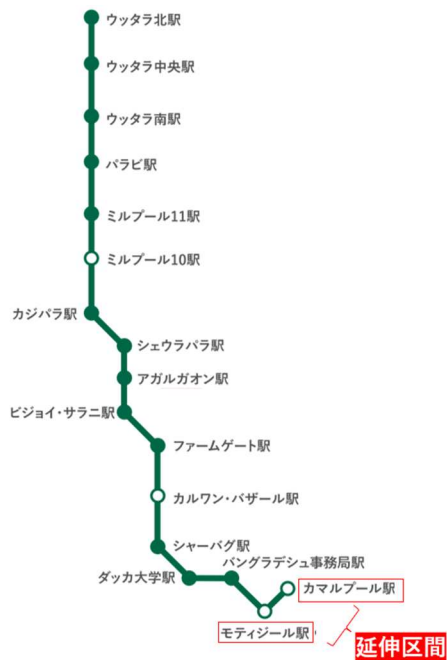 ウッタラ北駅
ウッタラ中央駅
ウッタラ南駅
パラビ駅
ミルプール11駅
ミルプール10駅
カジパラ駅
シェウラパラ駅
アガルガオン駅
ビジョイ・サラニ駅
ファームゲート駅
カルワン・バザール駅
シャーバグ駅
バングラデシュ事務局駅
ダッカ大学駅
カマルプール駅
モティジール駅
延伸区間